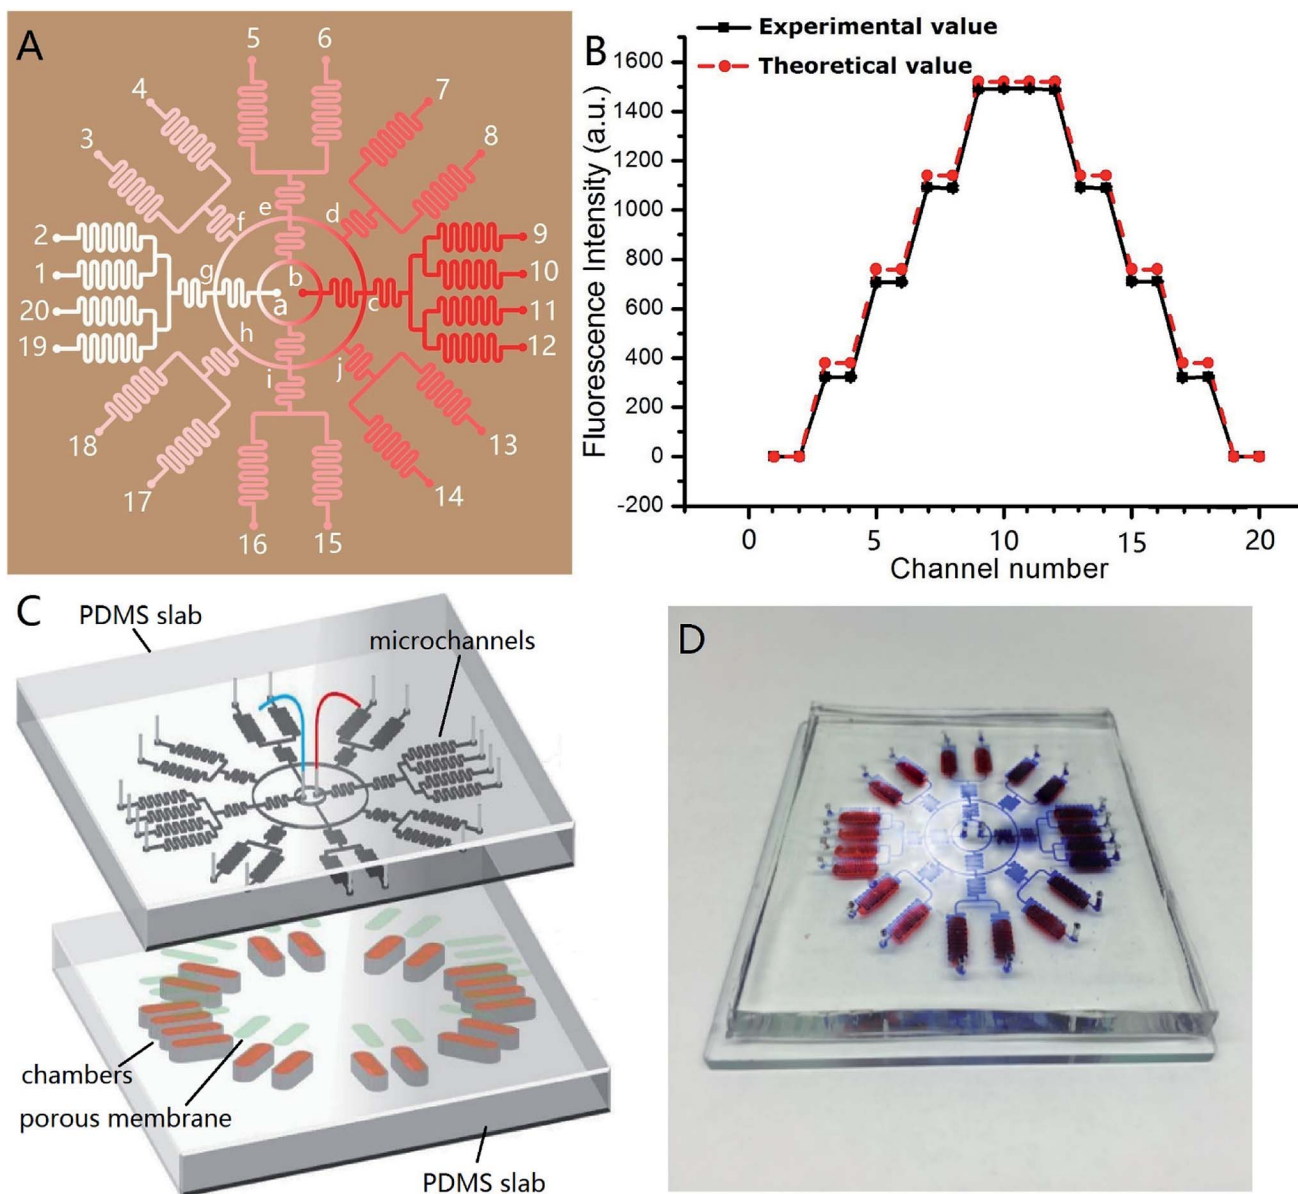 A
5
6
4
7
3
8
e
d
f
2
9
1
g
b
10
a
c
20
11
19
h
12
i
j
18
13
17
14
16
15
B
Experimental value
Theoretical value
Fluorescence Intensity (a.u.)
1600
1400
1200
1000
800
600
400
200
0
-200
0
5
10
15
20
Channel number
C
PDMS slab
microchannels
chambers
porous membrane
PDMS slab
D